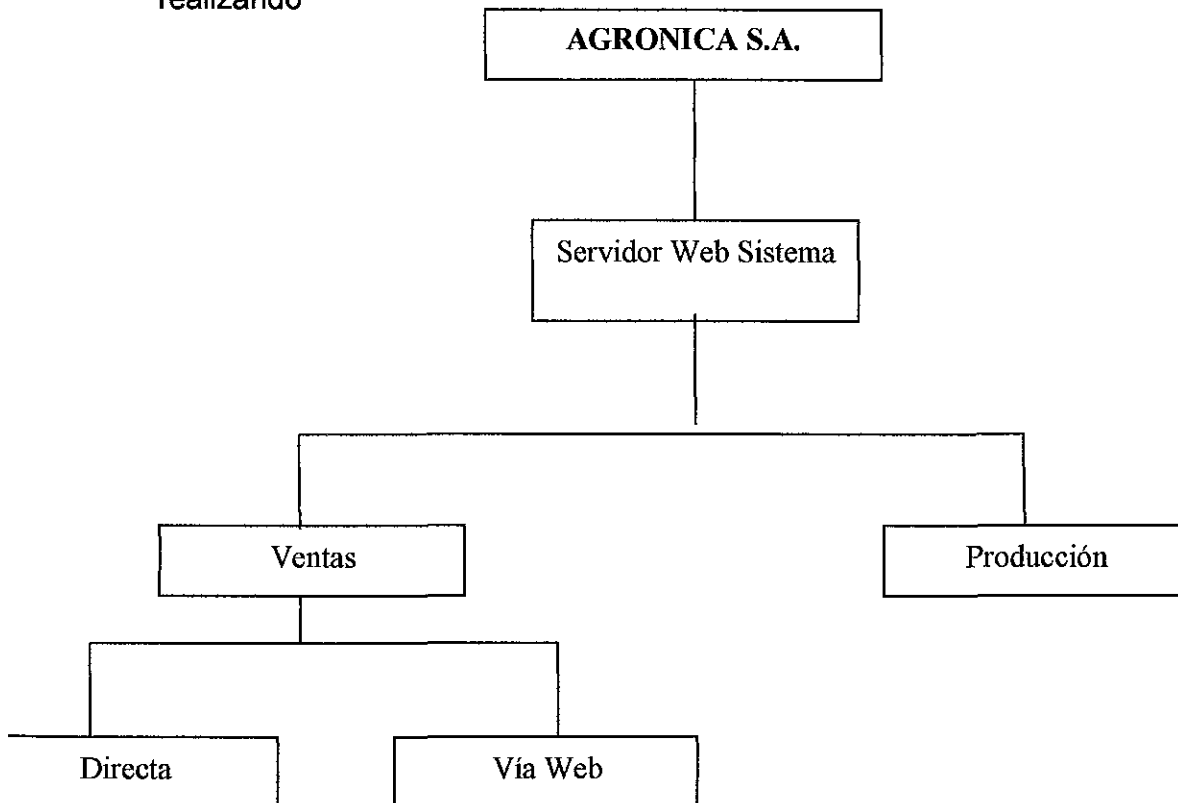 realizando
AGRONICA S.A.
Servidor Web Sistema
Ventas
Producción
Directa
Vía Web